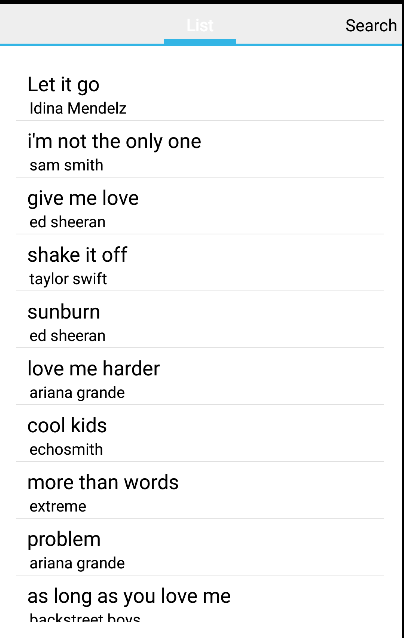 List
Search
Let it go
Idina Mendelz
i'm not the only one
sam smith
give me love
ed sheeran
shake it off
taylor swift
sunburn
ed sheeran
love me harder
ariana grande
cool kids
echosmith
more than words
extreme
problem
ariana grande
as long as you love me
backstreet boys